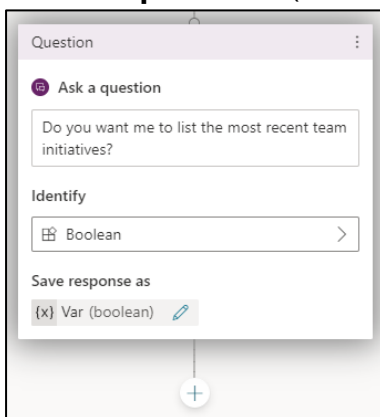 Question
Ask a question
Do you want me to list the most recent team
initiatives?
Identify
Boolean
Save response as
{x} Var (boolean)